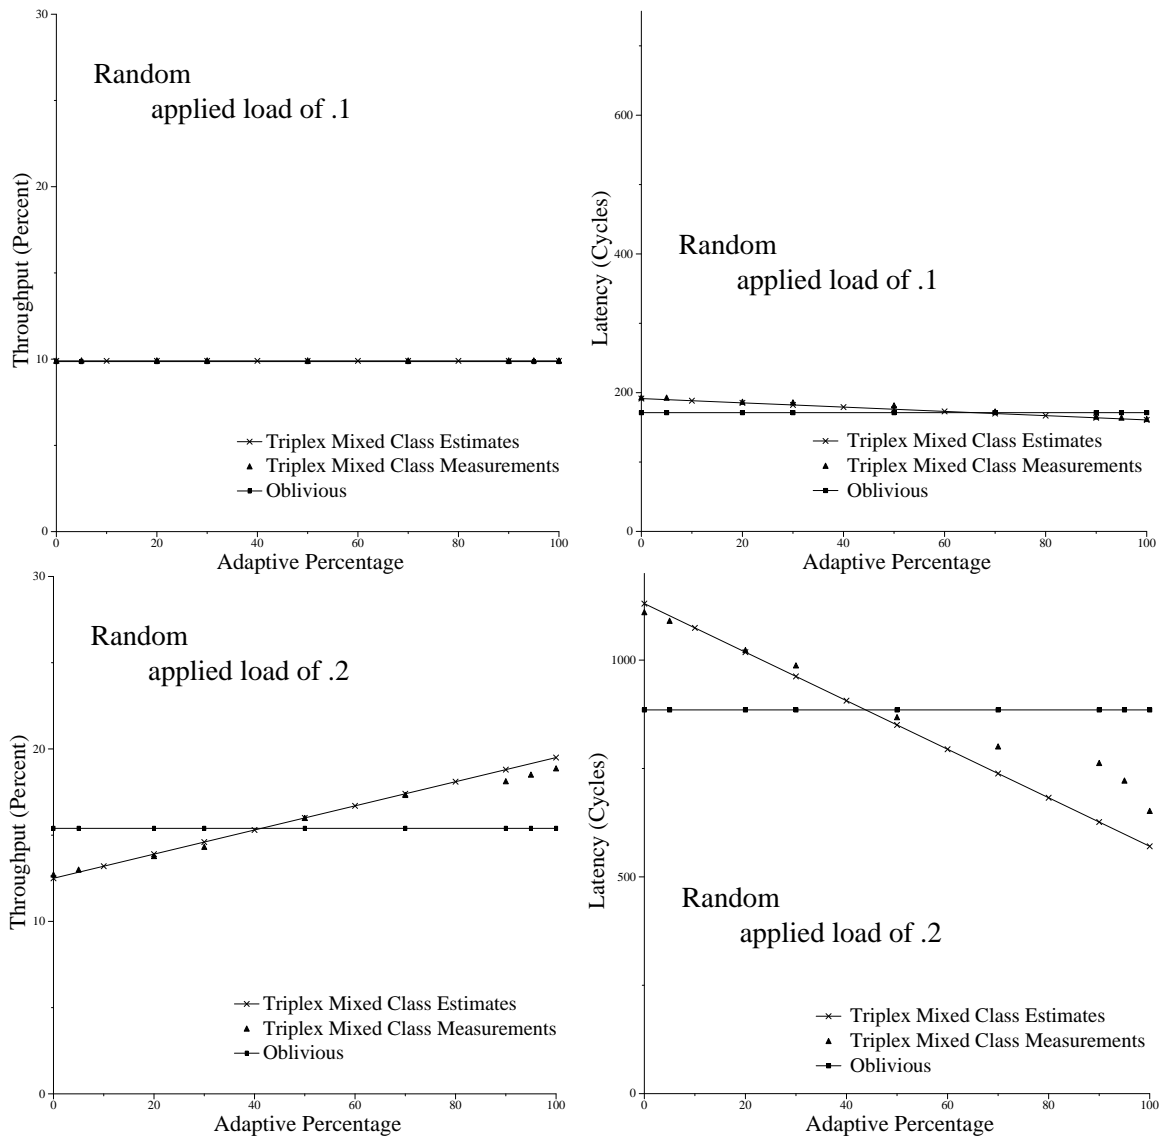 30
20
10
0
Throughput (Percent)
Random
applied load of .1
Triplex Mixed Class Estimates
Triplex Mixed Class Measurements
Oblivious
0 20 40 60 80 100
Adaptive Percentage
600
400
200
0
Latency (Cycles)
Random
applied load of .1
Triplex Mixed Class Estimates
Triplex Mixed Class Measurements
Oblivious
0 20 40 60 80 100
Adaptive Percentage
30
20
10
0
Throughput (Percent)
Random
applied load of .2
Triplex Mixed Class Estimates
Triplex Mixed Class Measurements
Oblivious
0 20 40 60 80 100
Adaptive Percentage
1000
500
0
Latency (Cycles)
Random
applied load of .2
Triplex Mixed Class Estimates
Triplex Mixed Class Measurements
Oblivious
0 20 40 60 80 100
Adaptive Percentage